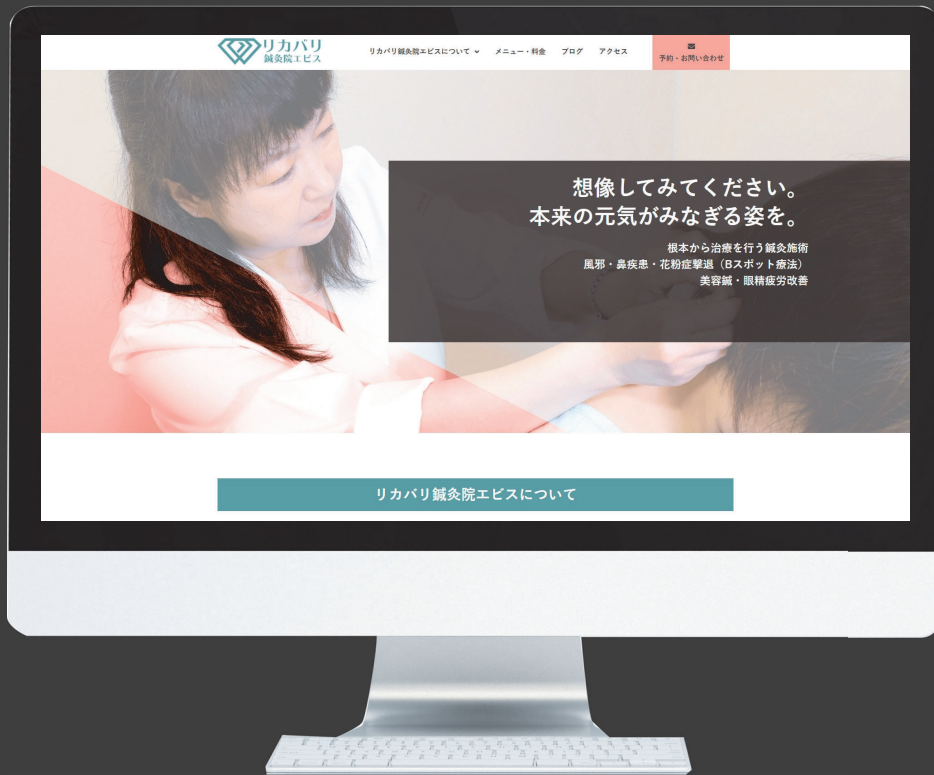 リカバリ
鍼灸院エビス
リカバリ鍼灸院エビスについて
メニュー・料金
ブログ
アクセス
予約・お問い合わせ
想像してみてください。
本来の元気がみなぎる姿を。
根本から治療を行う鍼灸施術
風邪・鼻疾患・花粉症撃退（Bスポット療法）
美容鍼・眼精疲労改善
リカバリ鍼灸院エビスについて